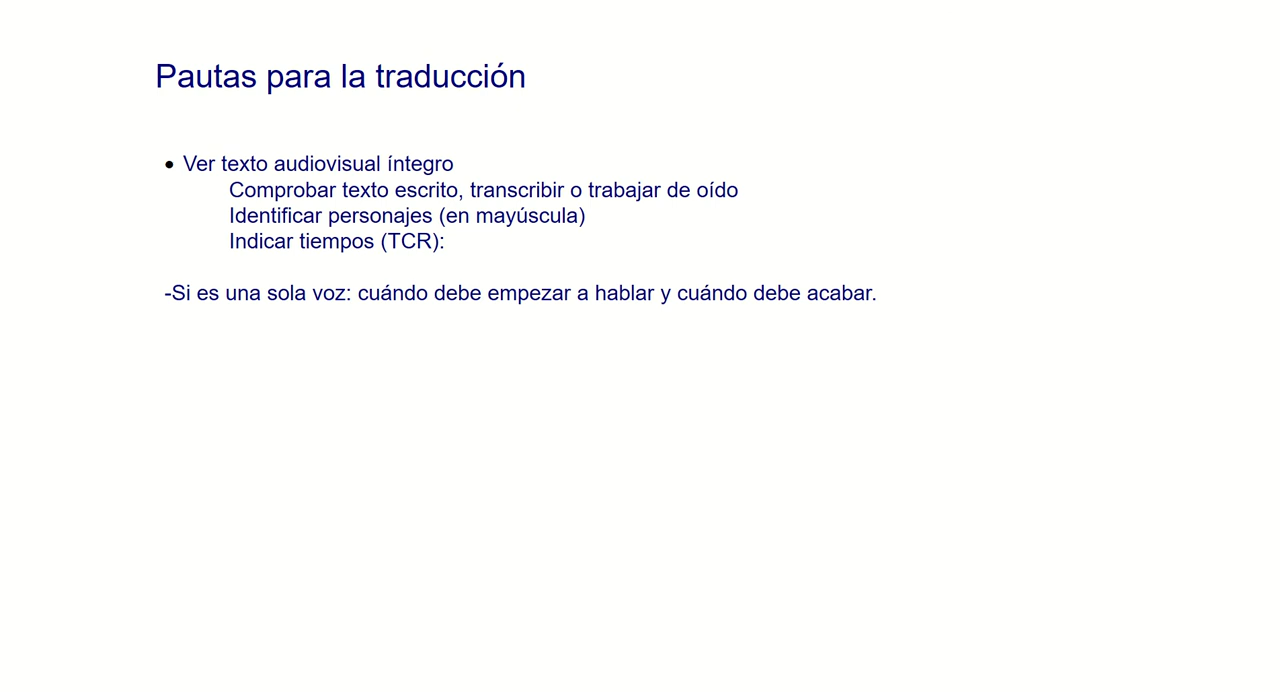 Pautas para la traducción
• Ver texto audiovisual íntegro
Comprobar texto escrito, transcribir o trabajar de oído
Identificar personajes (en mayúscula)
Indicar tiempos (TCR):
-Si es una sola voz: cuándo debe empezar a hablar y cuándo debe acabar.